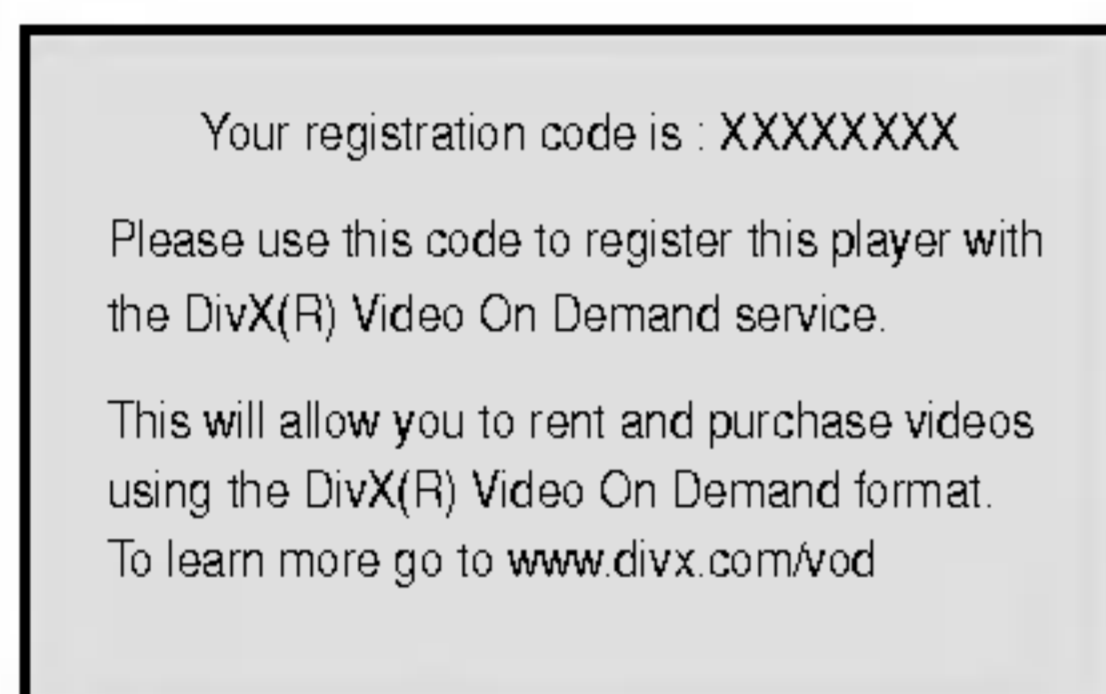 Your registration code is : XXXXXXXX
Please use this code to register this player with
the DivX(R) Video On Demand service.
This will allow you to rent and purchase videos
using the DivX(R) Video On Demand format.
To learn more go to www.divx.com/vod